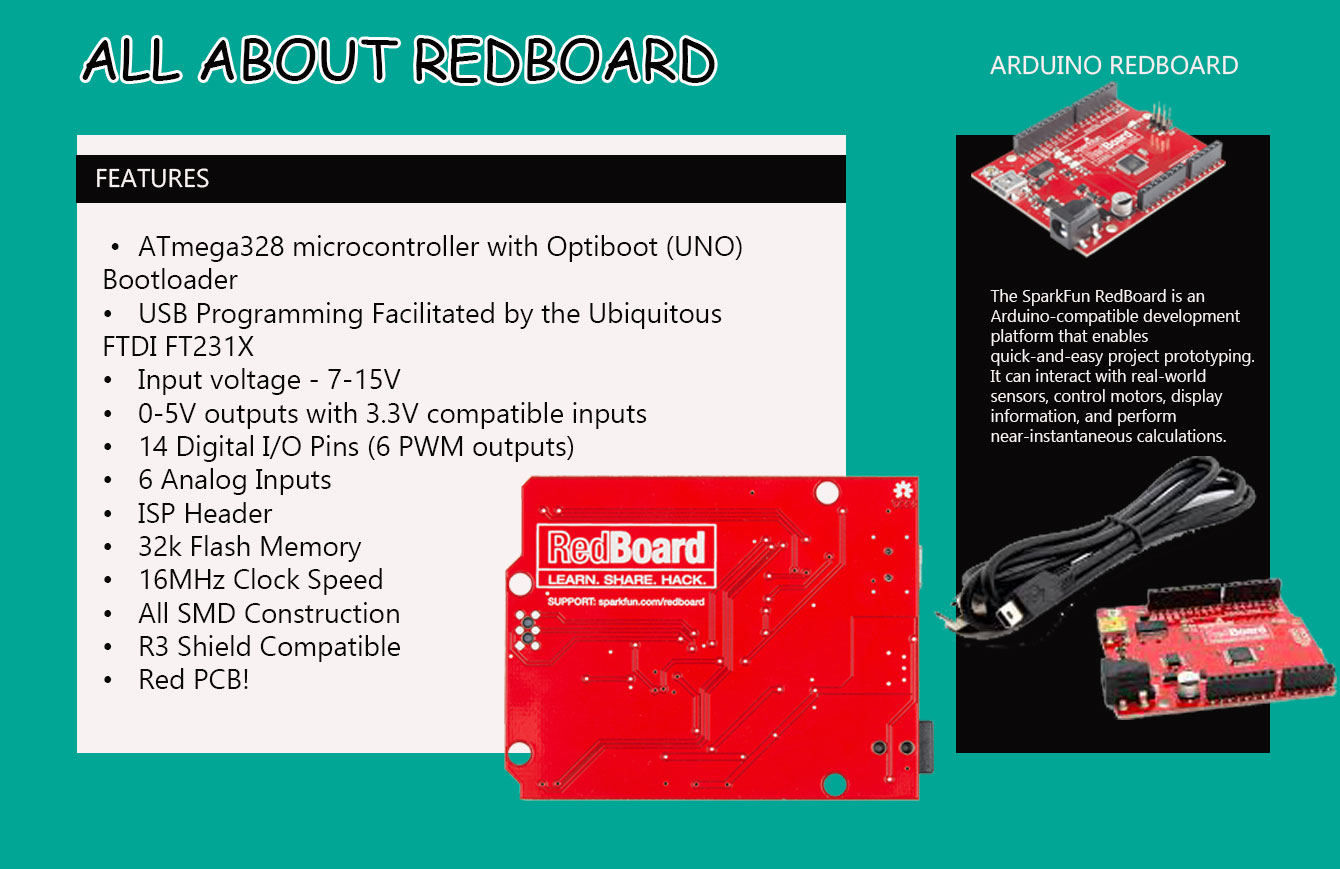 ALL ABOUT REDBOARD
FEATURES
• ATmega328 microcontroller with Optiboot (UNO)
Bootloader
• USB Programming Facilitated by the Ubiquitous
FTDI FT231X
• Input voltage - 7-15V
• 0-5V outputs with 3.3V compatible inputs
• 14 Digital I/O Pins (6 PWM outputs)
• 6 Analog Inputs
• ISP Header
• 32k Flash Memory
• 16MHz Clock Speed
• All SMD Construction
• R3 Shield Compatible
• Red PCB!
RedBoard
LEARN. SHARE. HACK.
SUPPORT: sparkfun.com/redboard
ARDUINO REDBOARD
sparkfun
RedBoard
The SparkFun RedBoard is an
Arduino-compatible development
platform that enables
quick-and-easy project prototyping.
It can interact with real-world
sensors, control motors, display
information, and perform
near-instantaneous calculations.
RedBoard